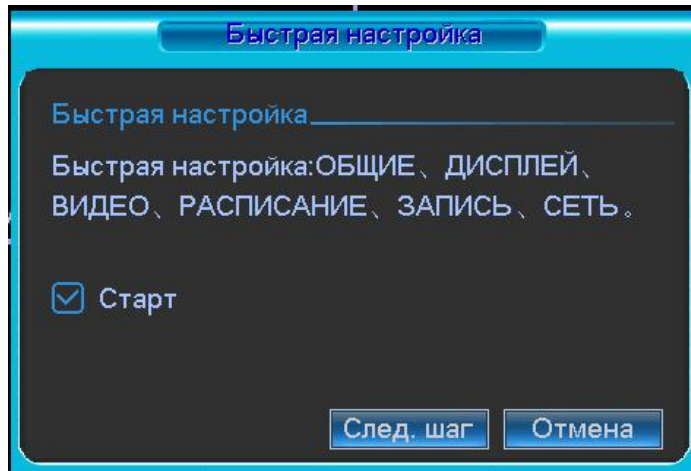 Быстрая настройка
Быстрая настройка
Быстрая настройка:ОБЩИЕ、ДИСПЛЕЙ、
ВИДЕО、РАСПИСАНИЕ、ЗАПИСЬ、СЕТЬ。
Старт
След. шаг Отмена